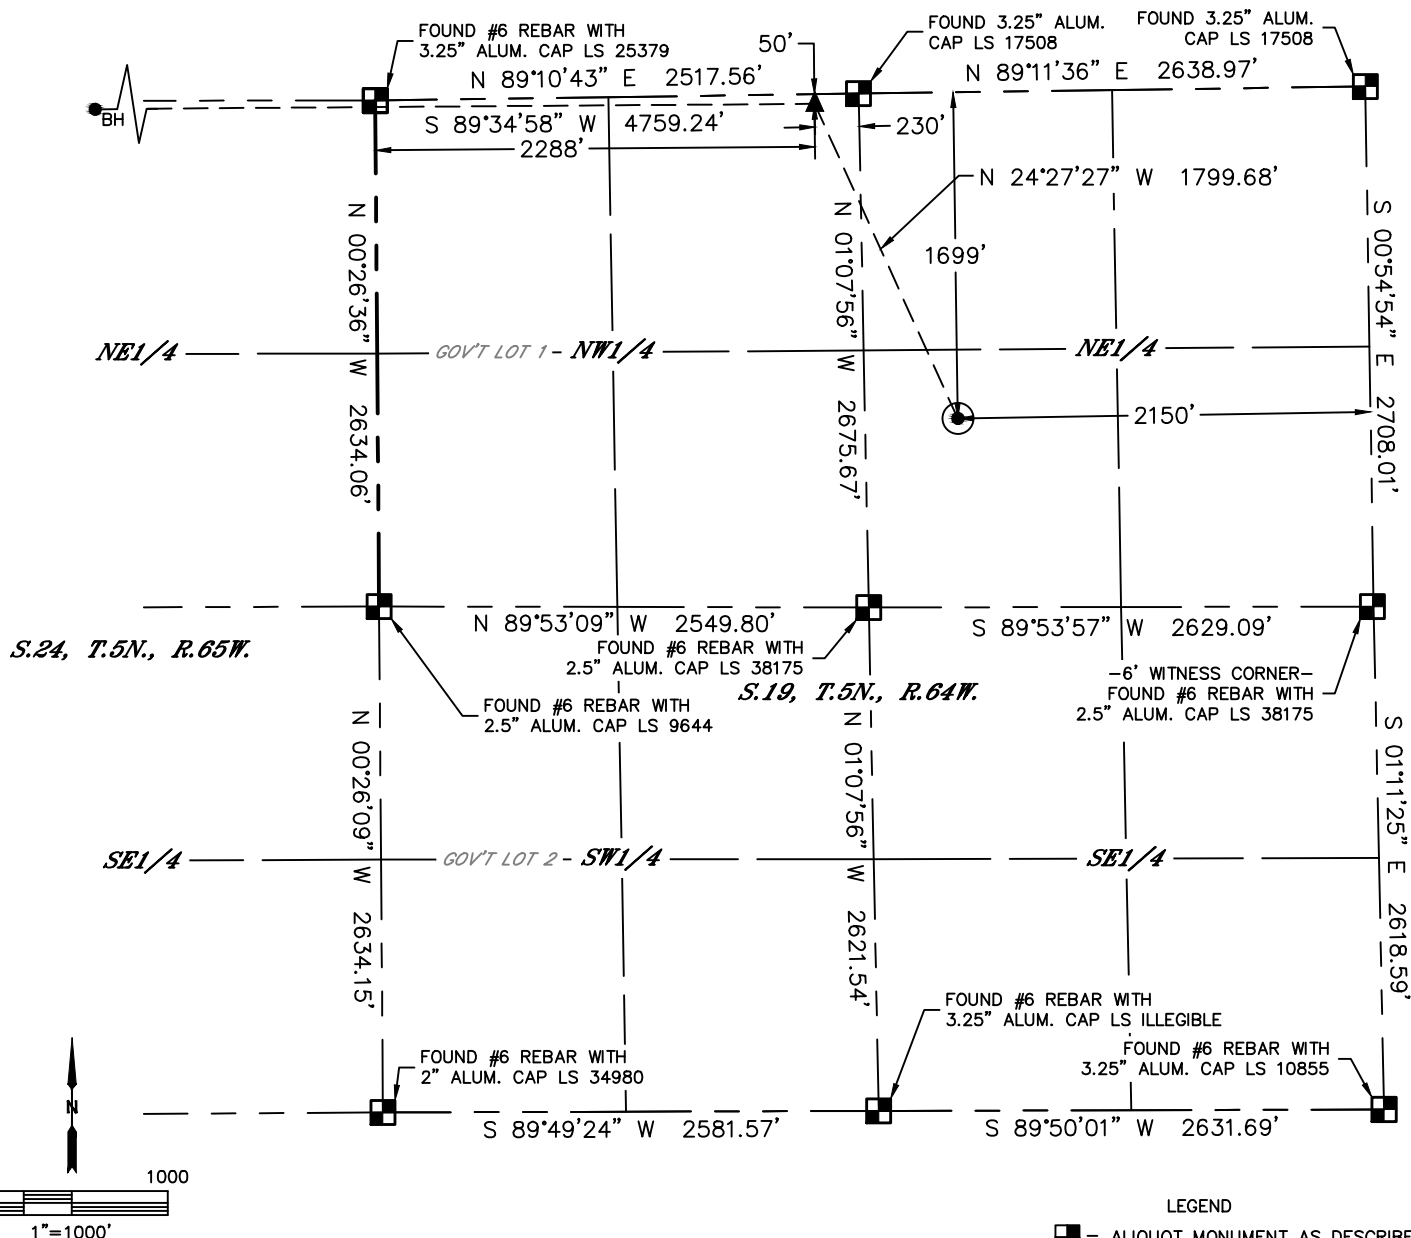 FOUND #6 REBAR WITH
3.25" ALUM. CAP LS 25379
50'
FOUND 3.25" ALUM.
CAP LS 17508
FOUND 3.25" ALUM.
CAP LS 17508
N 89°10'43" E 2517.56'
N 89°11'36" E 2638.97'
BH
S 89°34'58" W 4759.24'
230'
2288'
N 24°27'27" W 1799.68'
N 00°26'36" W 2634.06'
N 01°07'56" W 2675.67'
1699'
S 00°54'54" E 2708.01'
NE1/4
GOV'T LOT 1
NW1/4
NE1/4
2150'
N 89°53'09" W 2549.80'
S 89°53'57" W 2629.09'
S.24, T.5N., R.65W.
FOUND #6 REBAR WITH
2.5" ALUM. CAP LS 38175
S.19, T.5N., R.64W.
-6' WITNESS CORNER-
FOUND #6 REBAR WITH
2.5" ALUM. CAP LS 38175
FOUND #6 REBAR WITH
2.5" ALUM. CAP LS 9644
N 00°26'09" W 2634.15'
N 01°07'56" W 2621.54'
S 01°11'25" E 2618.59'
SE1/4
GOV'T LOT 2
SW1/4
SE1/4
FOUND #6 REBAR WITH
3.25" ALUM. CAP LS ILLEGIBLE
FOUND #6 REBAR WITH
2" ALUM. CAP LS 34980
FOUND #6 REBAR WITH
3.25" ALUM. CAP LS 10855
N
S 89°49'24" W 2581.57'
S 89°50'01" W 2631.69'
1000
1"=1000'
LEGEND
= ALIQUOT MONUMENT AS DESCRIBE